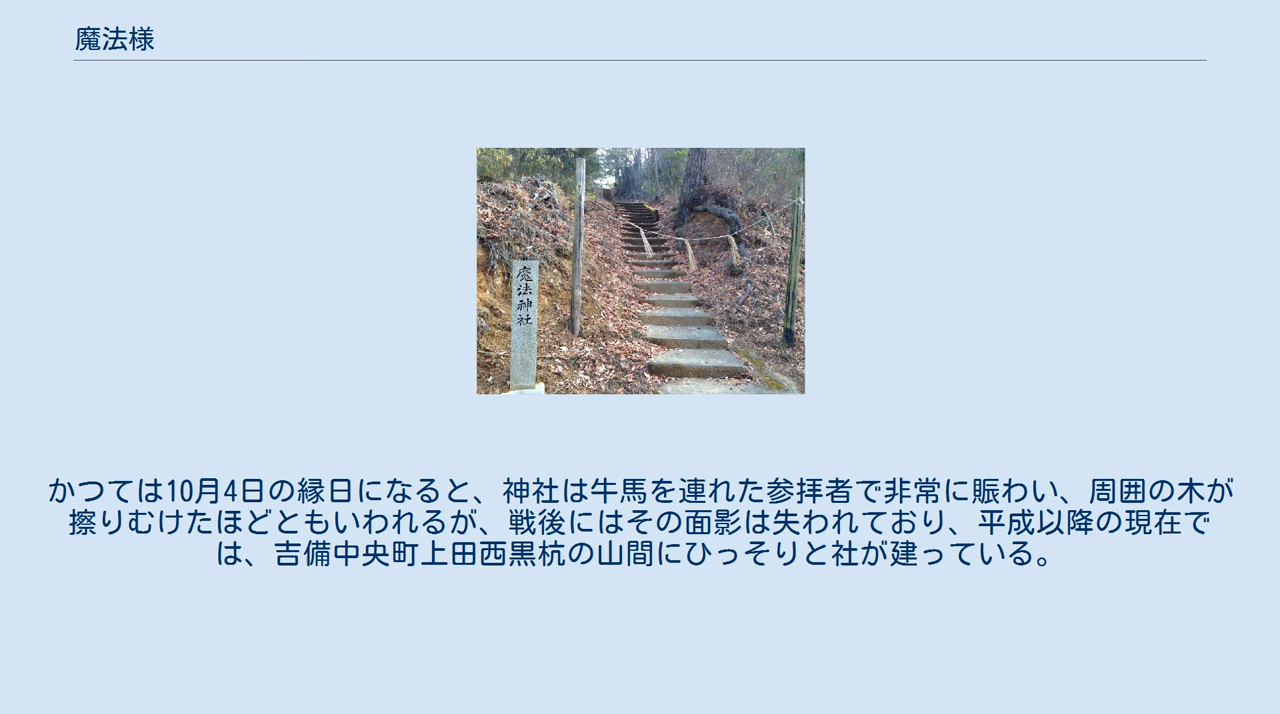 魔法様
魔法神社
かつては10月4日の縁日になると、神社は牛馬を連れた参拝者で非常に賑わい、周囲の木が
擦りむけたほどともいわれるが、戦後にはその面影は失われており、平成以降の現在で
は、吉備中央町上田西黒杭の山間にひっそりと社が建っている。